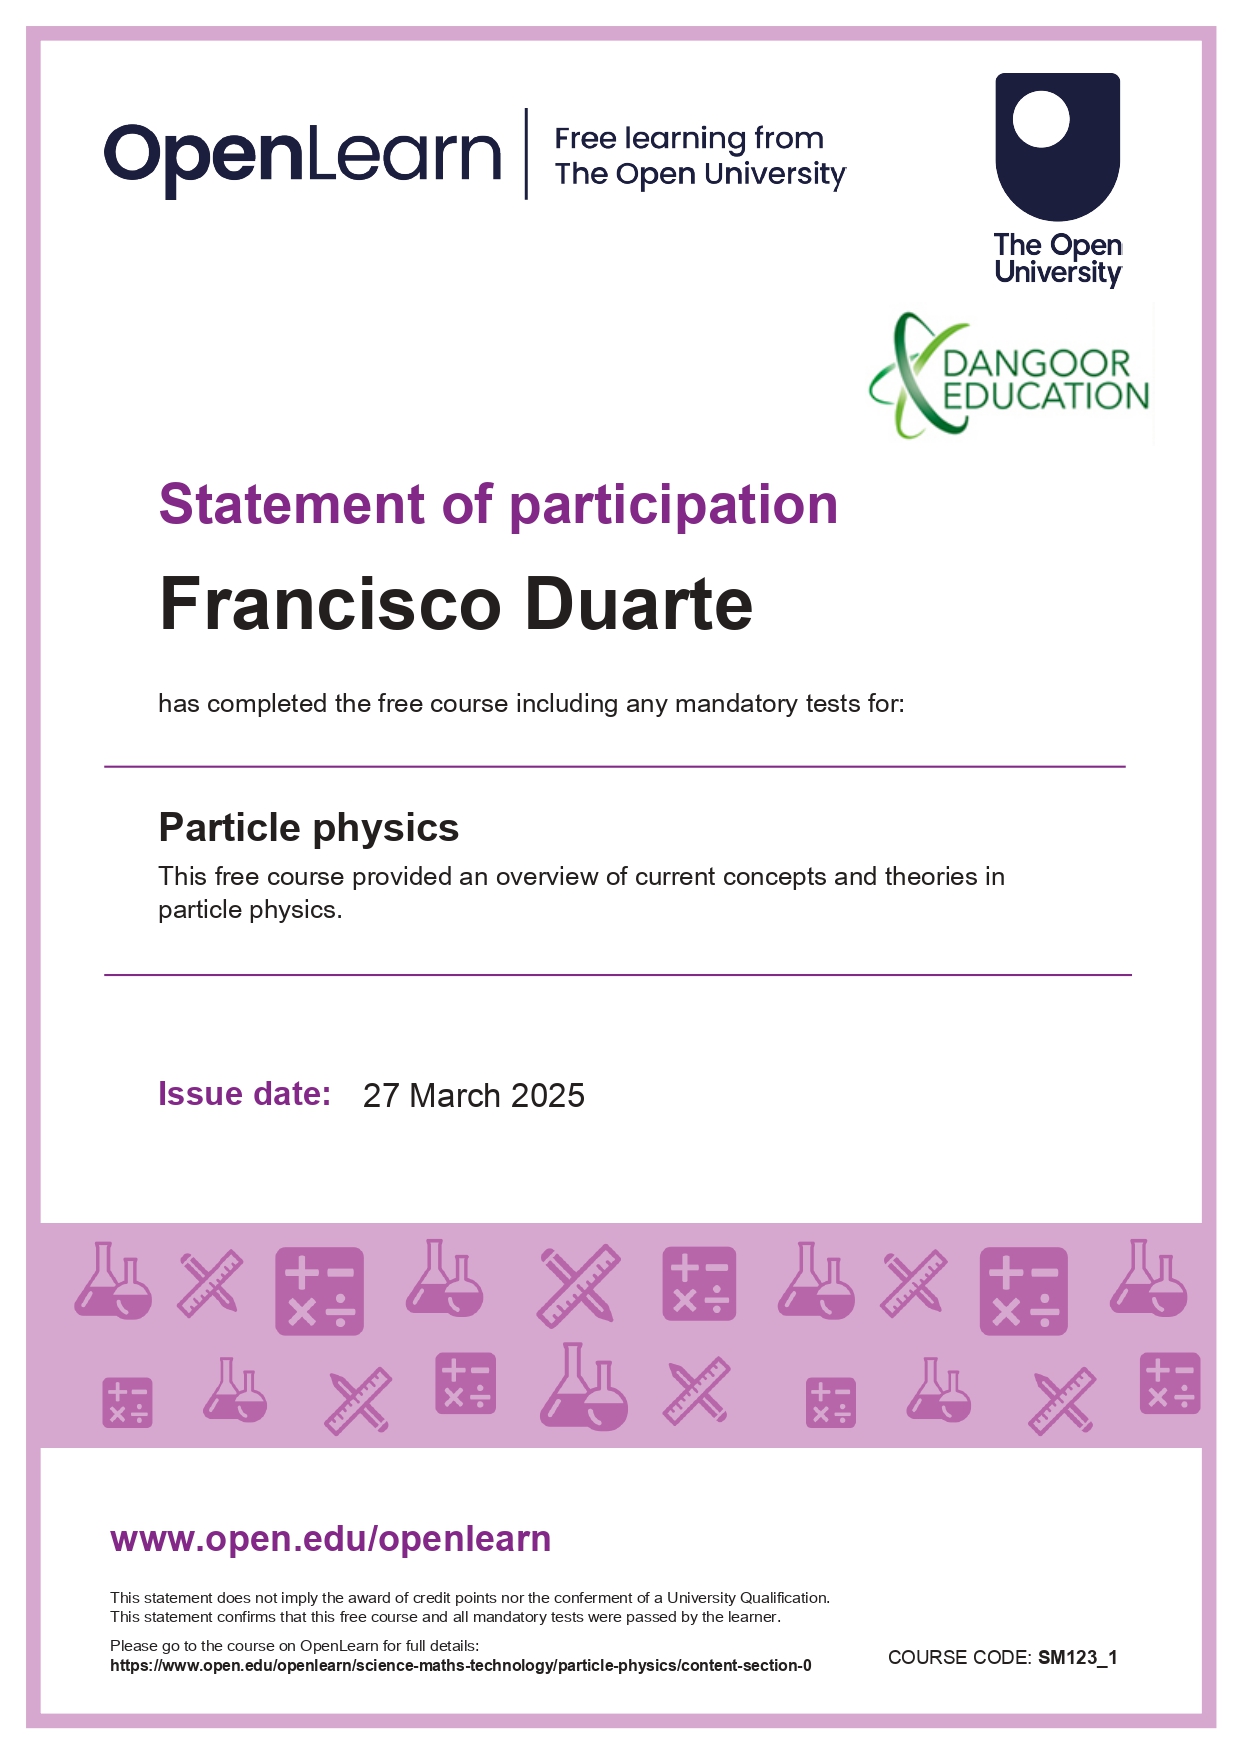 OpenLearn
Free learning from
The Open University
The Open
University
DANGOOR
EDUCATION
Statement of participation
Francisco Duarte
has completed the free course including any mandatory tests for:
Particle physics
This free course provided an overview of current concepts and theories in
particle physics.
Issue date: 27 March 2025
www.open.edu/openlearn
This statement does not imply the award of credit points nor the conferment of a University Qualification.
This statement confirms that this free course and all mandatory tests were passed by the learner.
Please go to the course on OpenLearn for full details:
https://www.open.edu/openlearn/science-maths-technology/particle-physics/content-section-0
COURSE CODE: SM123_1